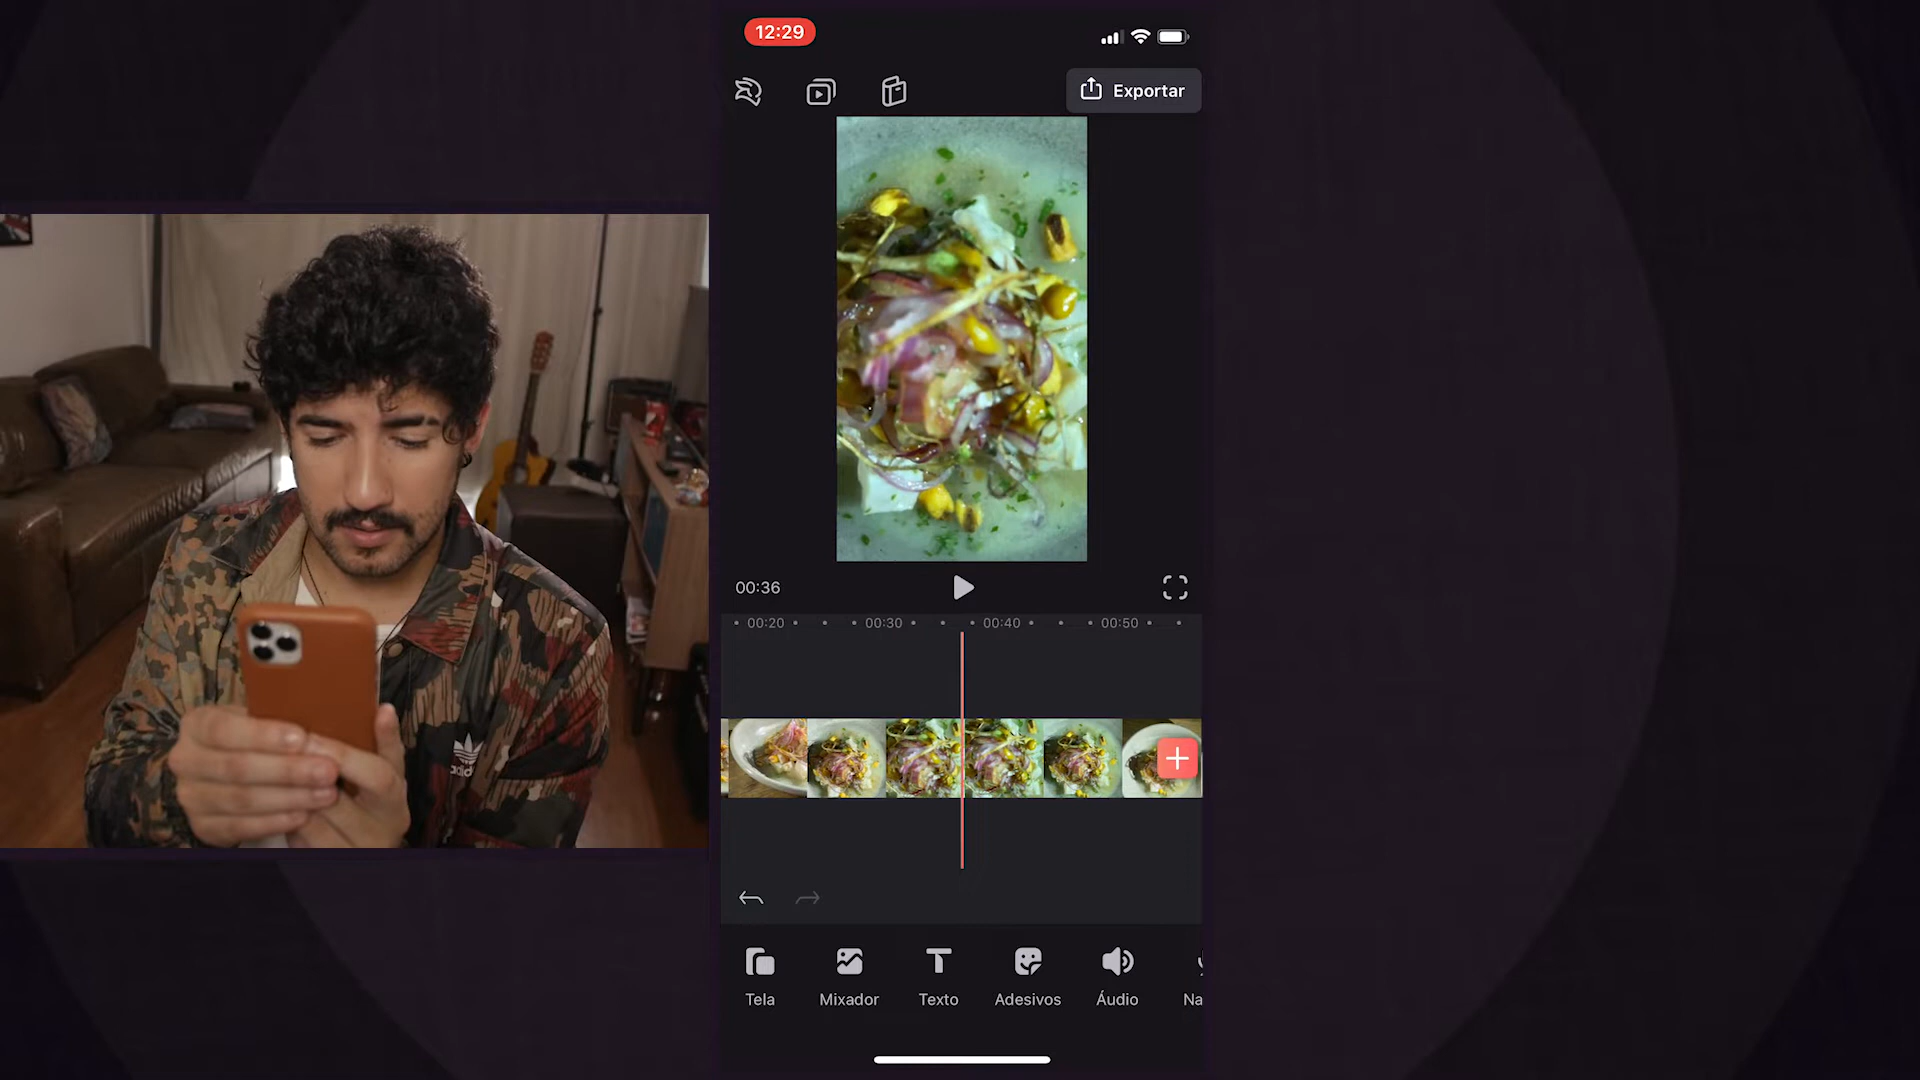 12:29
Exportar
00:36
00:20
00:30
00:40
00:50
Tela
Mixador
Texto
Adesivos
Áudio
Na
adidas